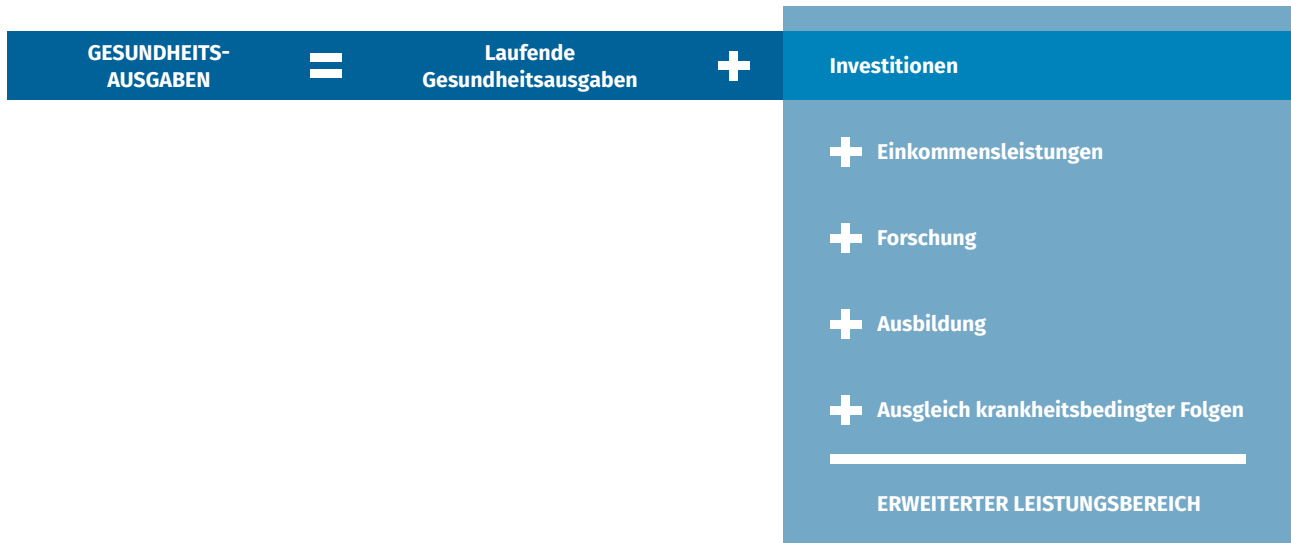 GESUNDHEITS-
AUSGABEN
=
Laufende
Gesundheitsausgaben
+
Investitionen
+ Einkommensleistungen
+ Forschung
+ Ausbildung
+ Ausgleich krankheitsbedingter Folgen
ERWEITERTER LEISTUNGSBEREICH